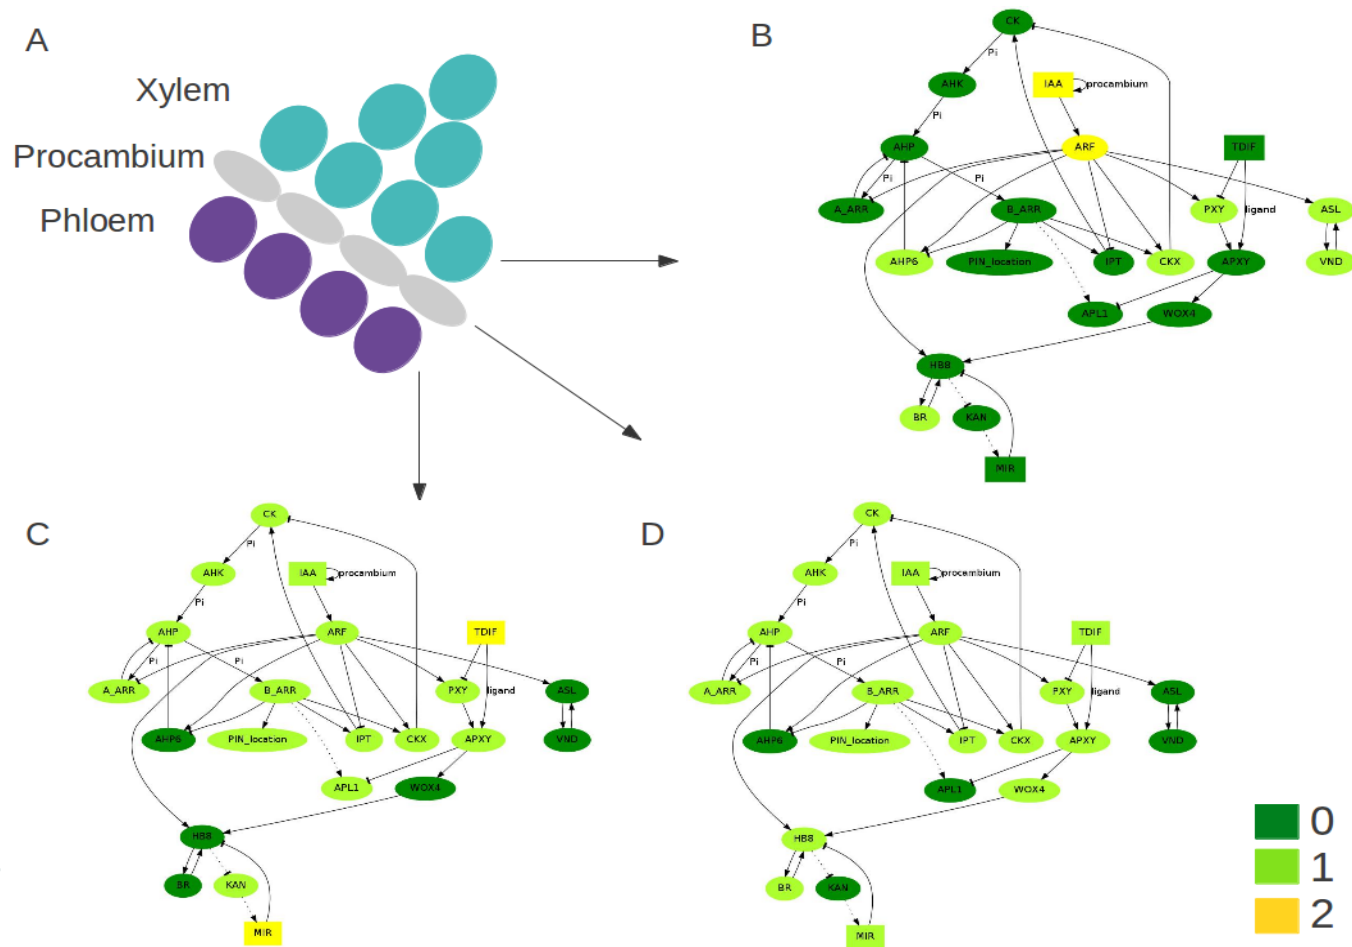 A
Xylem
Procambium
Phloem
B
CK
Pi
AHK
IAA
procambium
Pi
AHP
ARF
TDIF
Pi
Pi
A_ARR
B_ARR
PXY
ligand
ASL
AHP6
PIN_location
IPT
CKX
APXY
VND
APL1
WOX4
HB8
BR
KAN
MIR
C
CK
Pi
AHK
IAA
procambium
Pi
AHP
ARF
TDIF
Pi
Pi
A_ARR
B_ARR
PXY
ligand
ASL
AHP6
PIN_location
IPT
CKX
APXY
VND
APL1
WOX4
HB8
BR
KAN
MIR
D
CK
Pi
AHK
IAA
procambium
Pi
AHP
ARF
TDIF
Pi
Pi
A_ARR
B_ARR
PXY
ligand
ASL
AHP6
PIN_location
IPT
CKX
APXY
VND
APL1
WOX4
HB8
BR
KAN
MIR
0
1
2